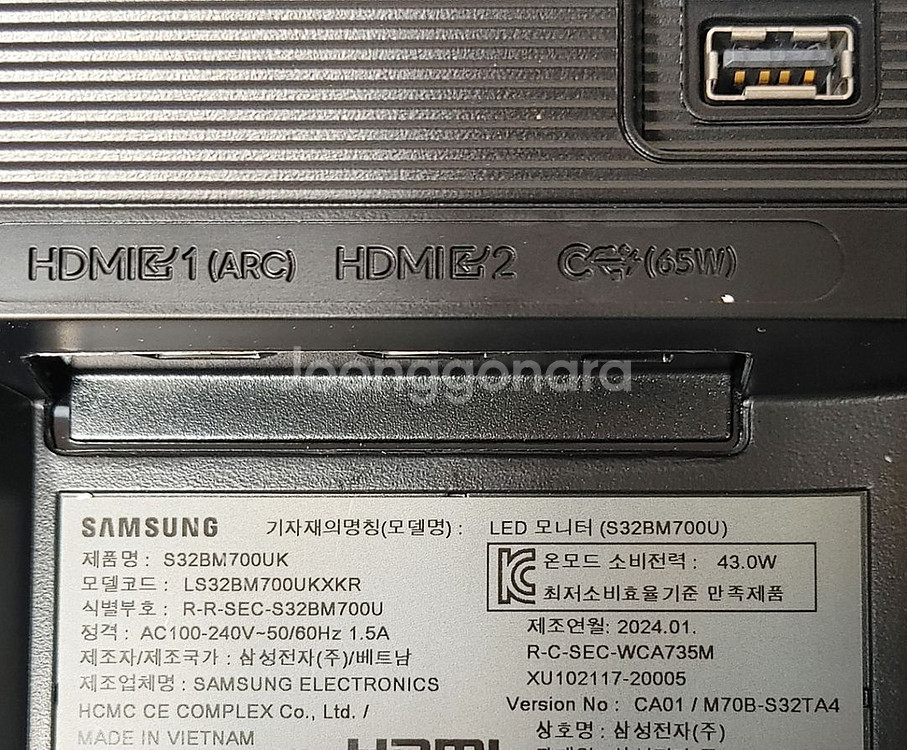 HDMI 1 (ARC) HDMI 2 (65W)
loonggonara
SAMSUNG 기자재의명칭(모델명) : LED 모니터 (S32BM700U)
제품명 : S32BM700UK
모델코드 : LS32BM700UKXKR
식별부호 : R-R-SEC-S32BM700U
정격 : AC100-240V~50/60Hz 1.5A
제조자/제조국가 : 삼성전자(주)/베트남
제조업체명 : SAMSUNG ELECTRONICS
HCMC CE COMPLEX Co., Ltd. /
MADE IN VIETNAM
온모드 소비전력 : 43.0W
최저소비효율기준 만족제품
제조연월: 2024.01.
R-C-SEC-WCA735M
XU102117-20005
Version No : CA01 / M70B-S32TA4
상호명 : 삼성전자(주)
HDMI